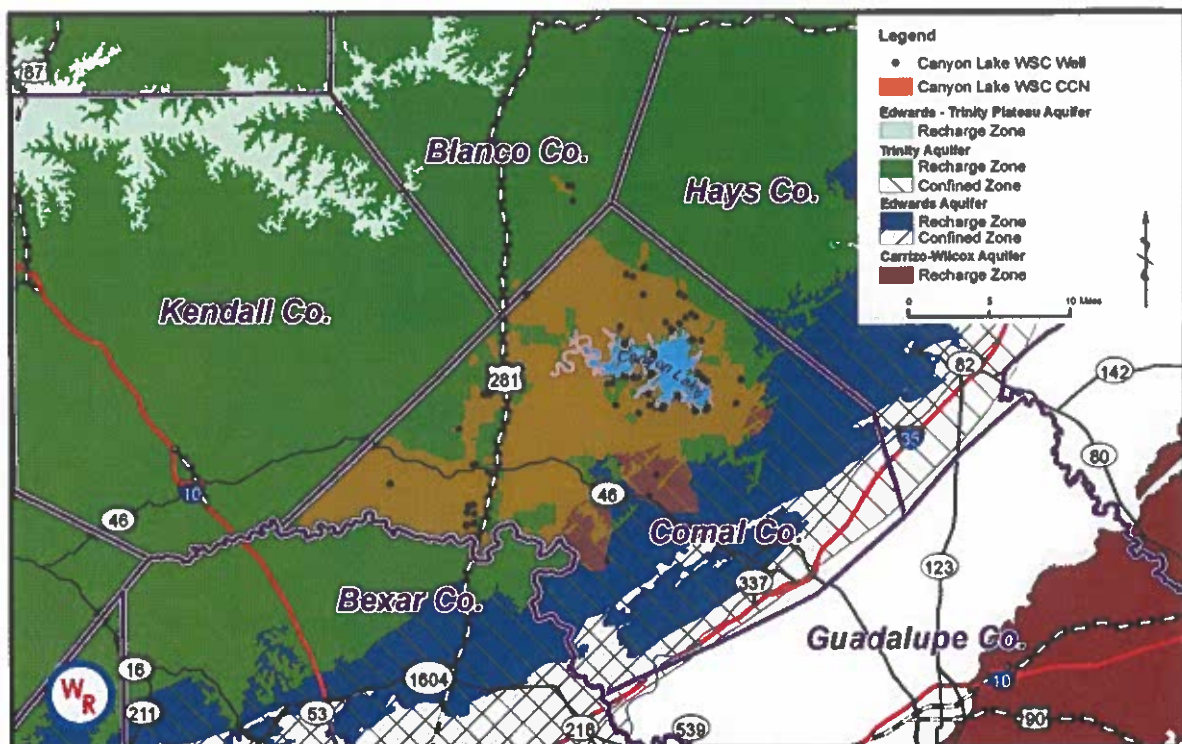 Legend
Canyon Lake WSC Well
Canyon Lake WSC CCN
Edwards - Trinity Plateau Aquifer
Recharge Zone
Trinity Aquifer
Recharge Zone
Confined Zone
Edwards Aquifer
Recharge Zone
Confined Zone
Carrizo-Wilcox Aquifer
Recharge Zone
0 5 10 Miles
87
Blanco Co.
Hays Co.
Kendall Co.
281
Canyon Lake
82
142
35
80
10
46
46
Comal Co.
123
337
Bexar Co.
Guadalupe Co.
16
211
WR
53
1604
218
539
10
90